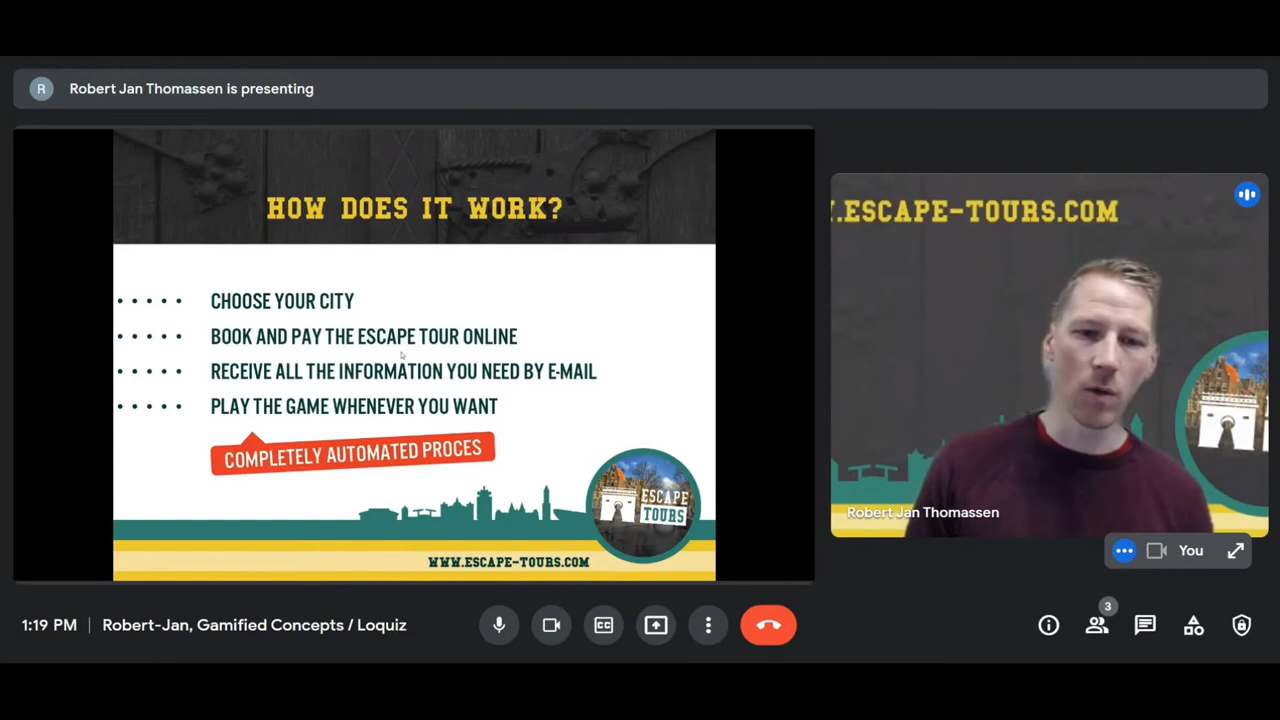 R
Robert Jan Thomassen is presenting
HOW DOES IT WORK?
CHOOSE YOUR CITY
BOOK AND PAY THE ESCAPE TOUR ONLINE
RECEIVE ALL THE INFORMATION YOU NEED BY E-MAIL
PLAY THE GAME WHENEVER YOU WANT
COMPLETELY AUTOMATED PROCES
ESCAPE
TOURS
WWW.ESCAPE-TOURS.COM
.ESCAPE-TOURS.COM
Robert Jan Thomassen
You
1:19 PM
Robert-Jan, Gamified Concepts / Loquiz
CC
3